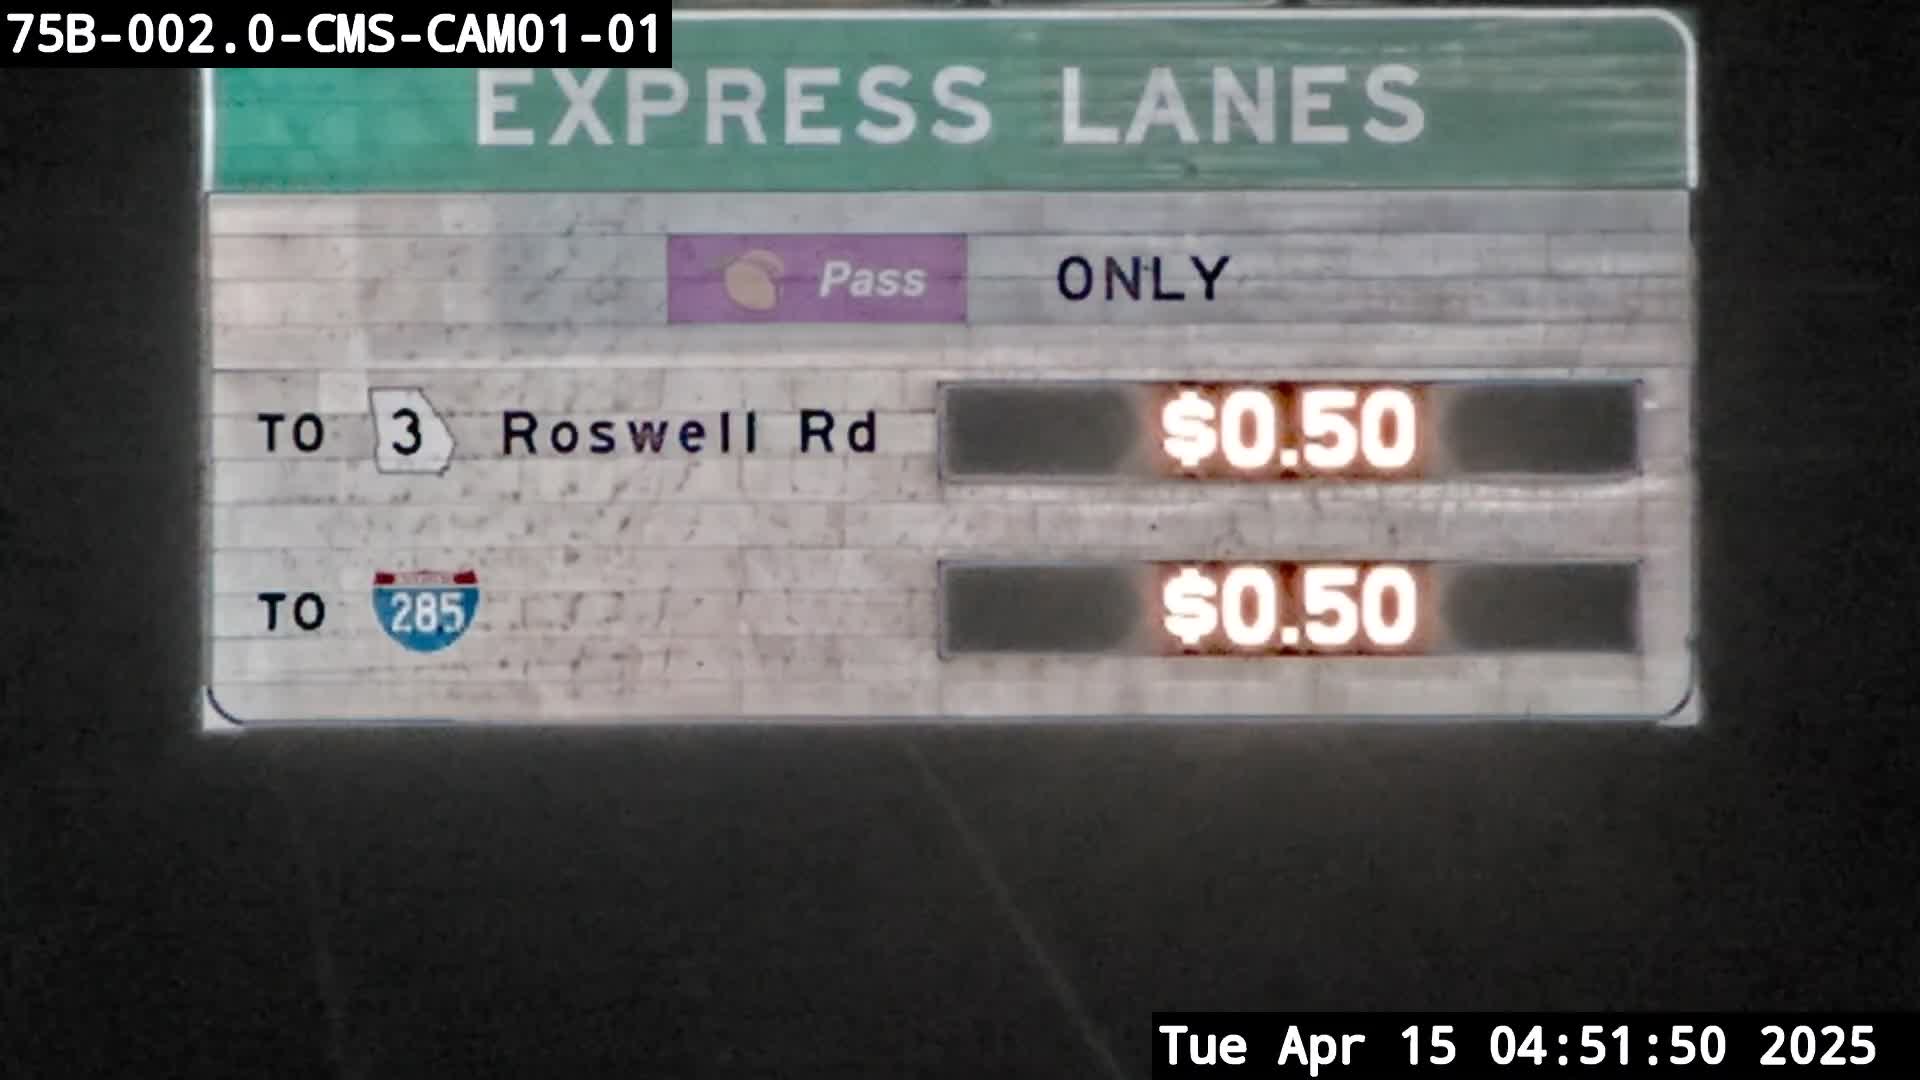 75B-002.0-CMS-CAM01-01
EXPRESS LANES
Pass ONLY
TO 3 Roswell Rd $0.50
TO 285 $0.50
Tue Apr 15 04:51:50 2025